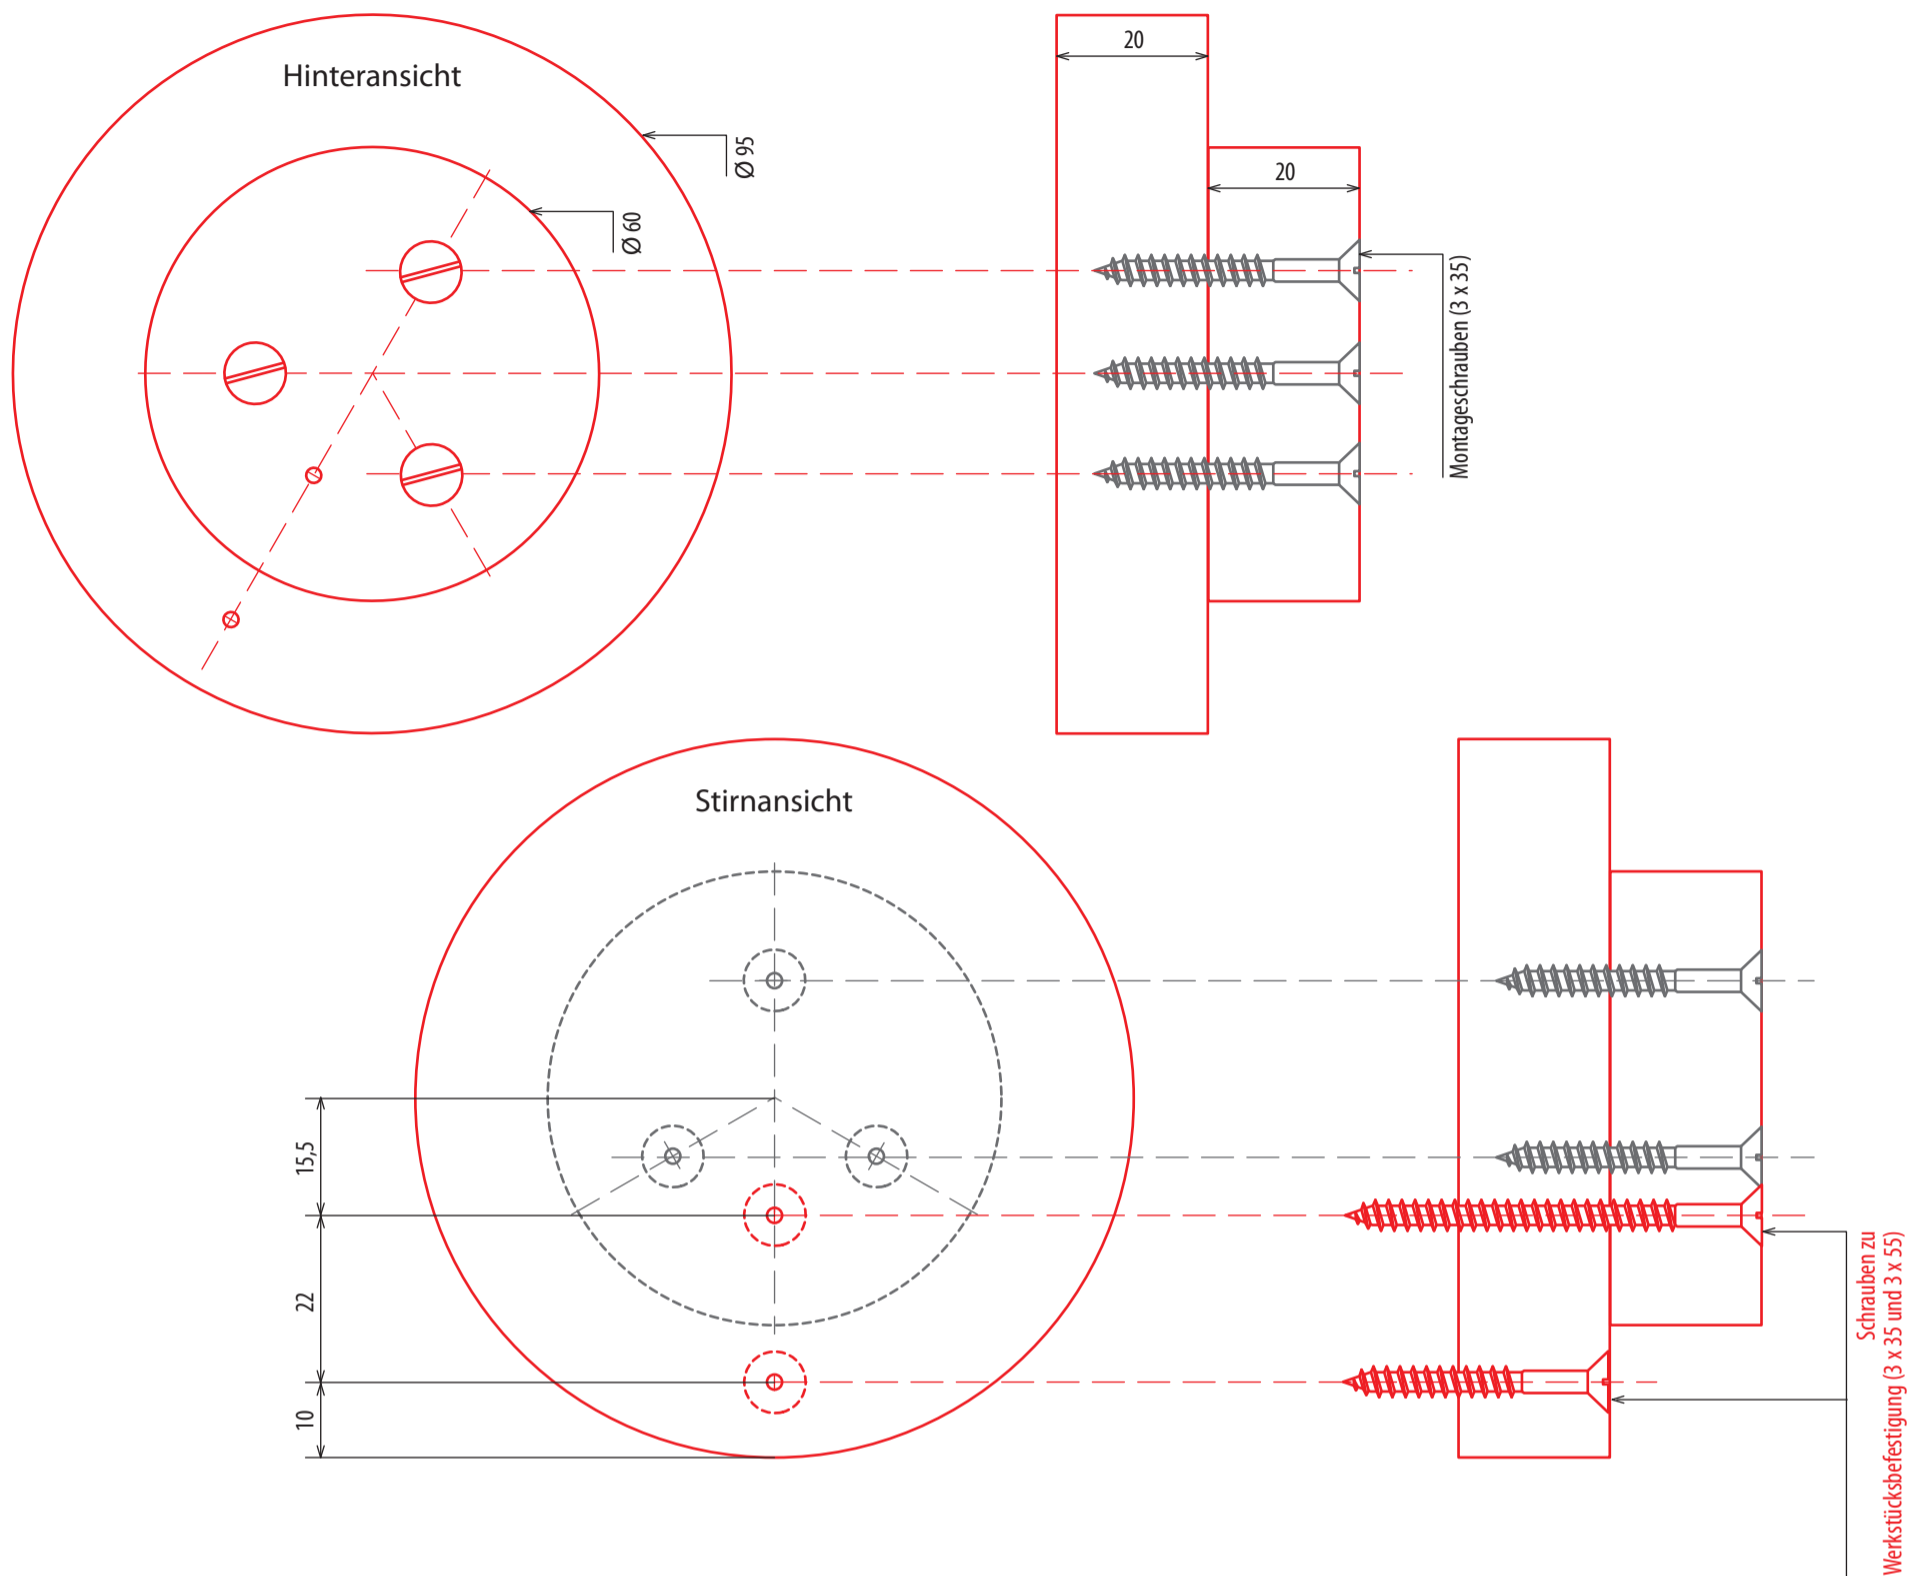 Hinteransicht
Ø 95
Ø 60
20
20
Montageschrauben (3 x 35)
Stirnansicht
15,5
22
10
Schrauben zu
Werkstücksbefestigung (3 x 35 und 3 x 55)